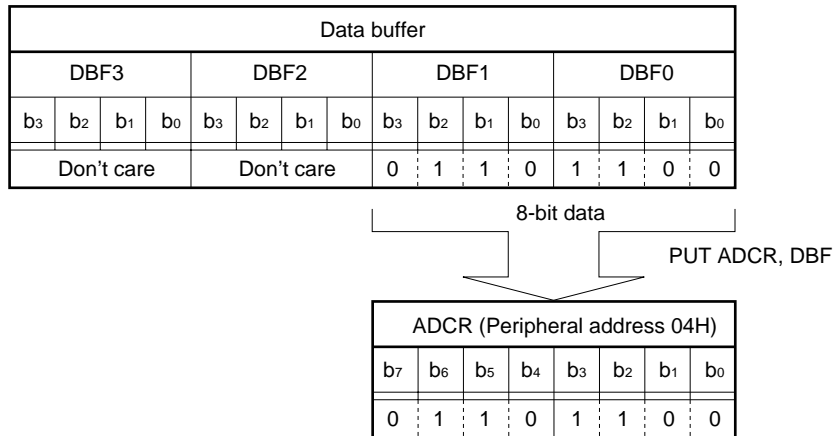 Data buffer
DBF3 DBF2 DBF1 DBF0
b3 b2 b1 b0 b3 b2 b1 b0 b3 b2 b1 b0 b3 b2 b1 b0
Don't care Don't care 0 1 1 0 1 1 0 0
8-bit data
PUT ADCR, DBF
ADCR (Peripheral address 04H)
b7 b6 b5 b4 b3 b2 b1 b0
0 1 1 0 1 1 0 0